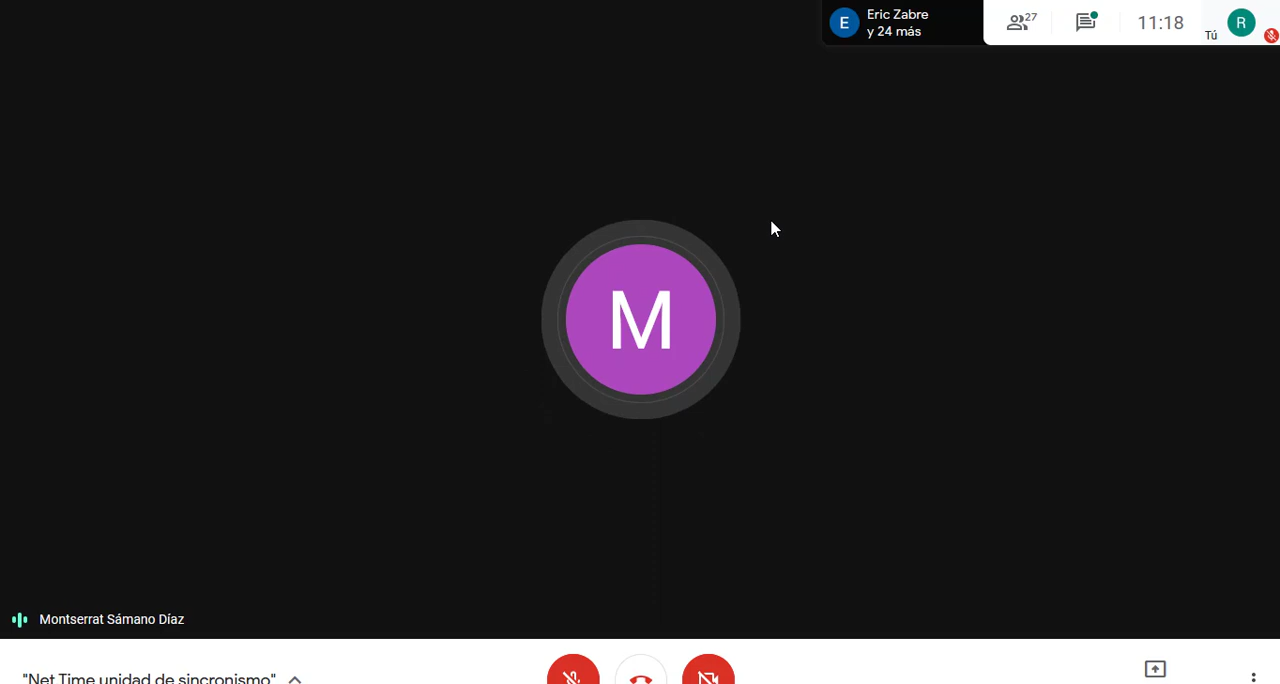 E
Eric Zabre
y 24 más
27
11:18
Tú
R
M
Montserrat Sámano Díaz
"Net Time unidad de sincronismo"